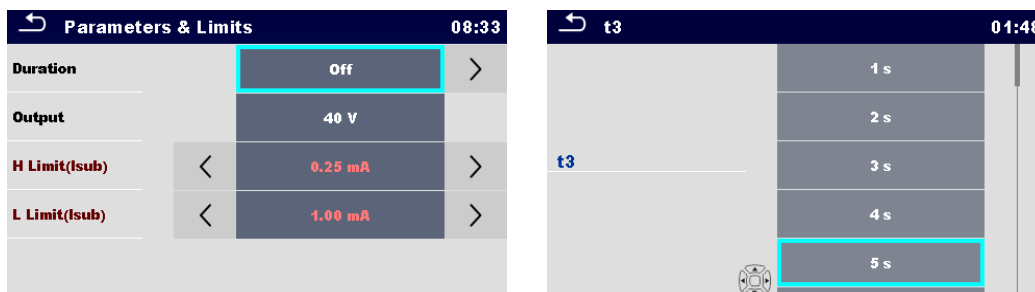 Parameters & Limits 08:33
Duration Off
Output 40 V
H Limit(Isub) 0.25 mA
L Limit(Isub) 1.00 mA
t3 01:48
1 s
2 s
t3 3 s
4 s
5 s